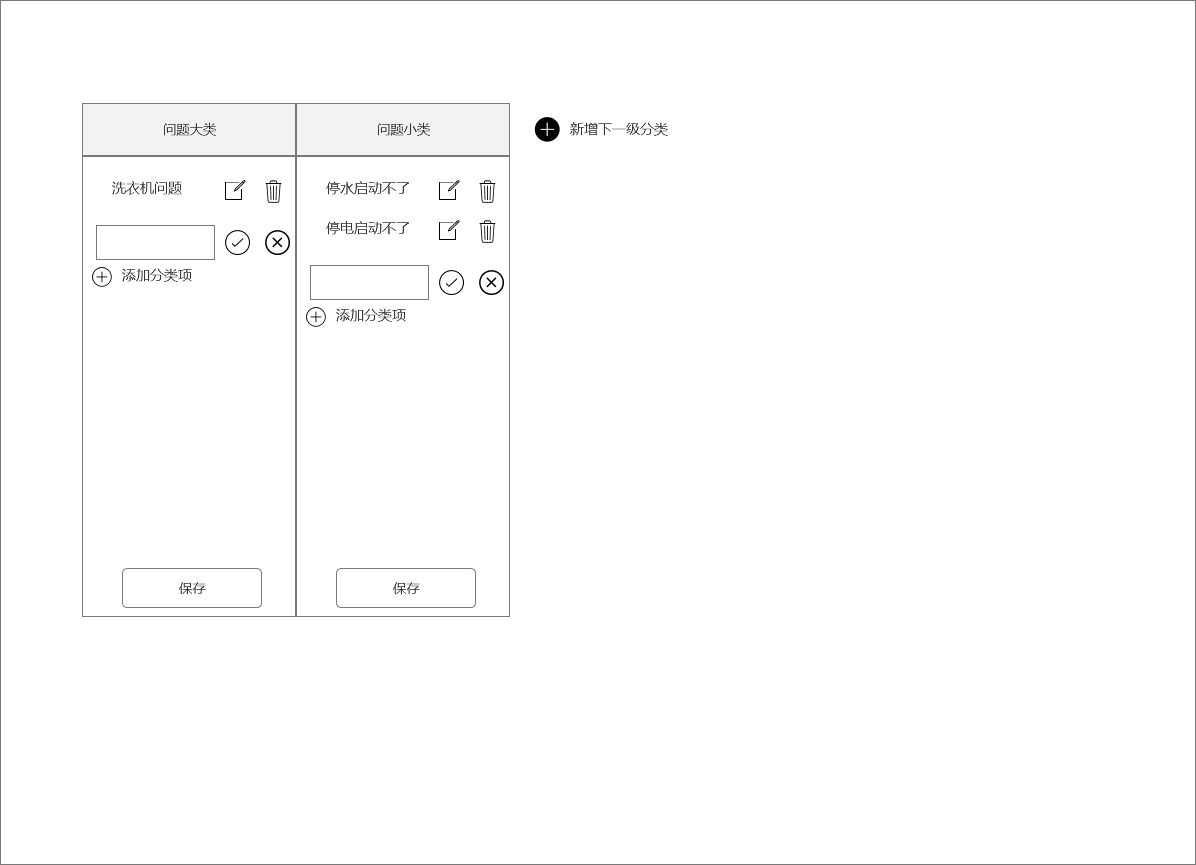 问题大类
问题小类
新增下一级分类
洗衣机问题
停水启动不了
停电启动不了
添加分类项
添加分类项
保存
保存